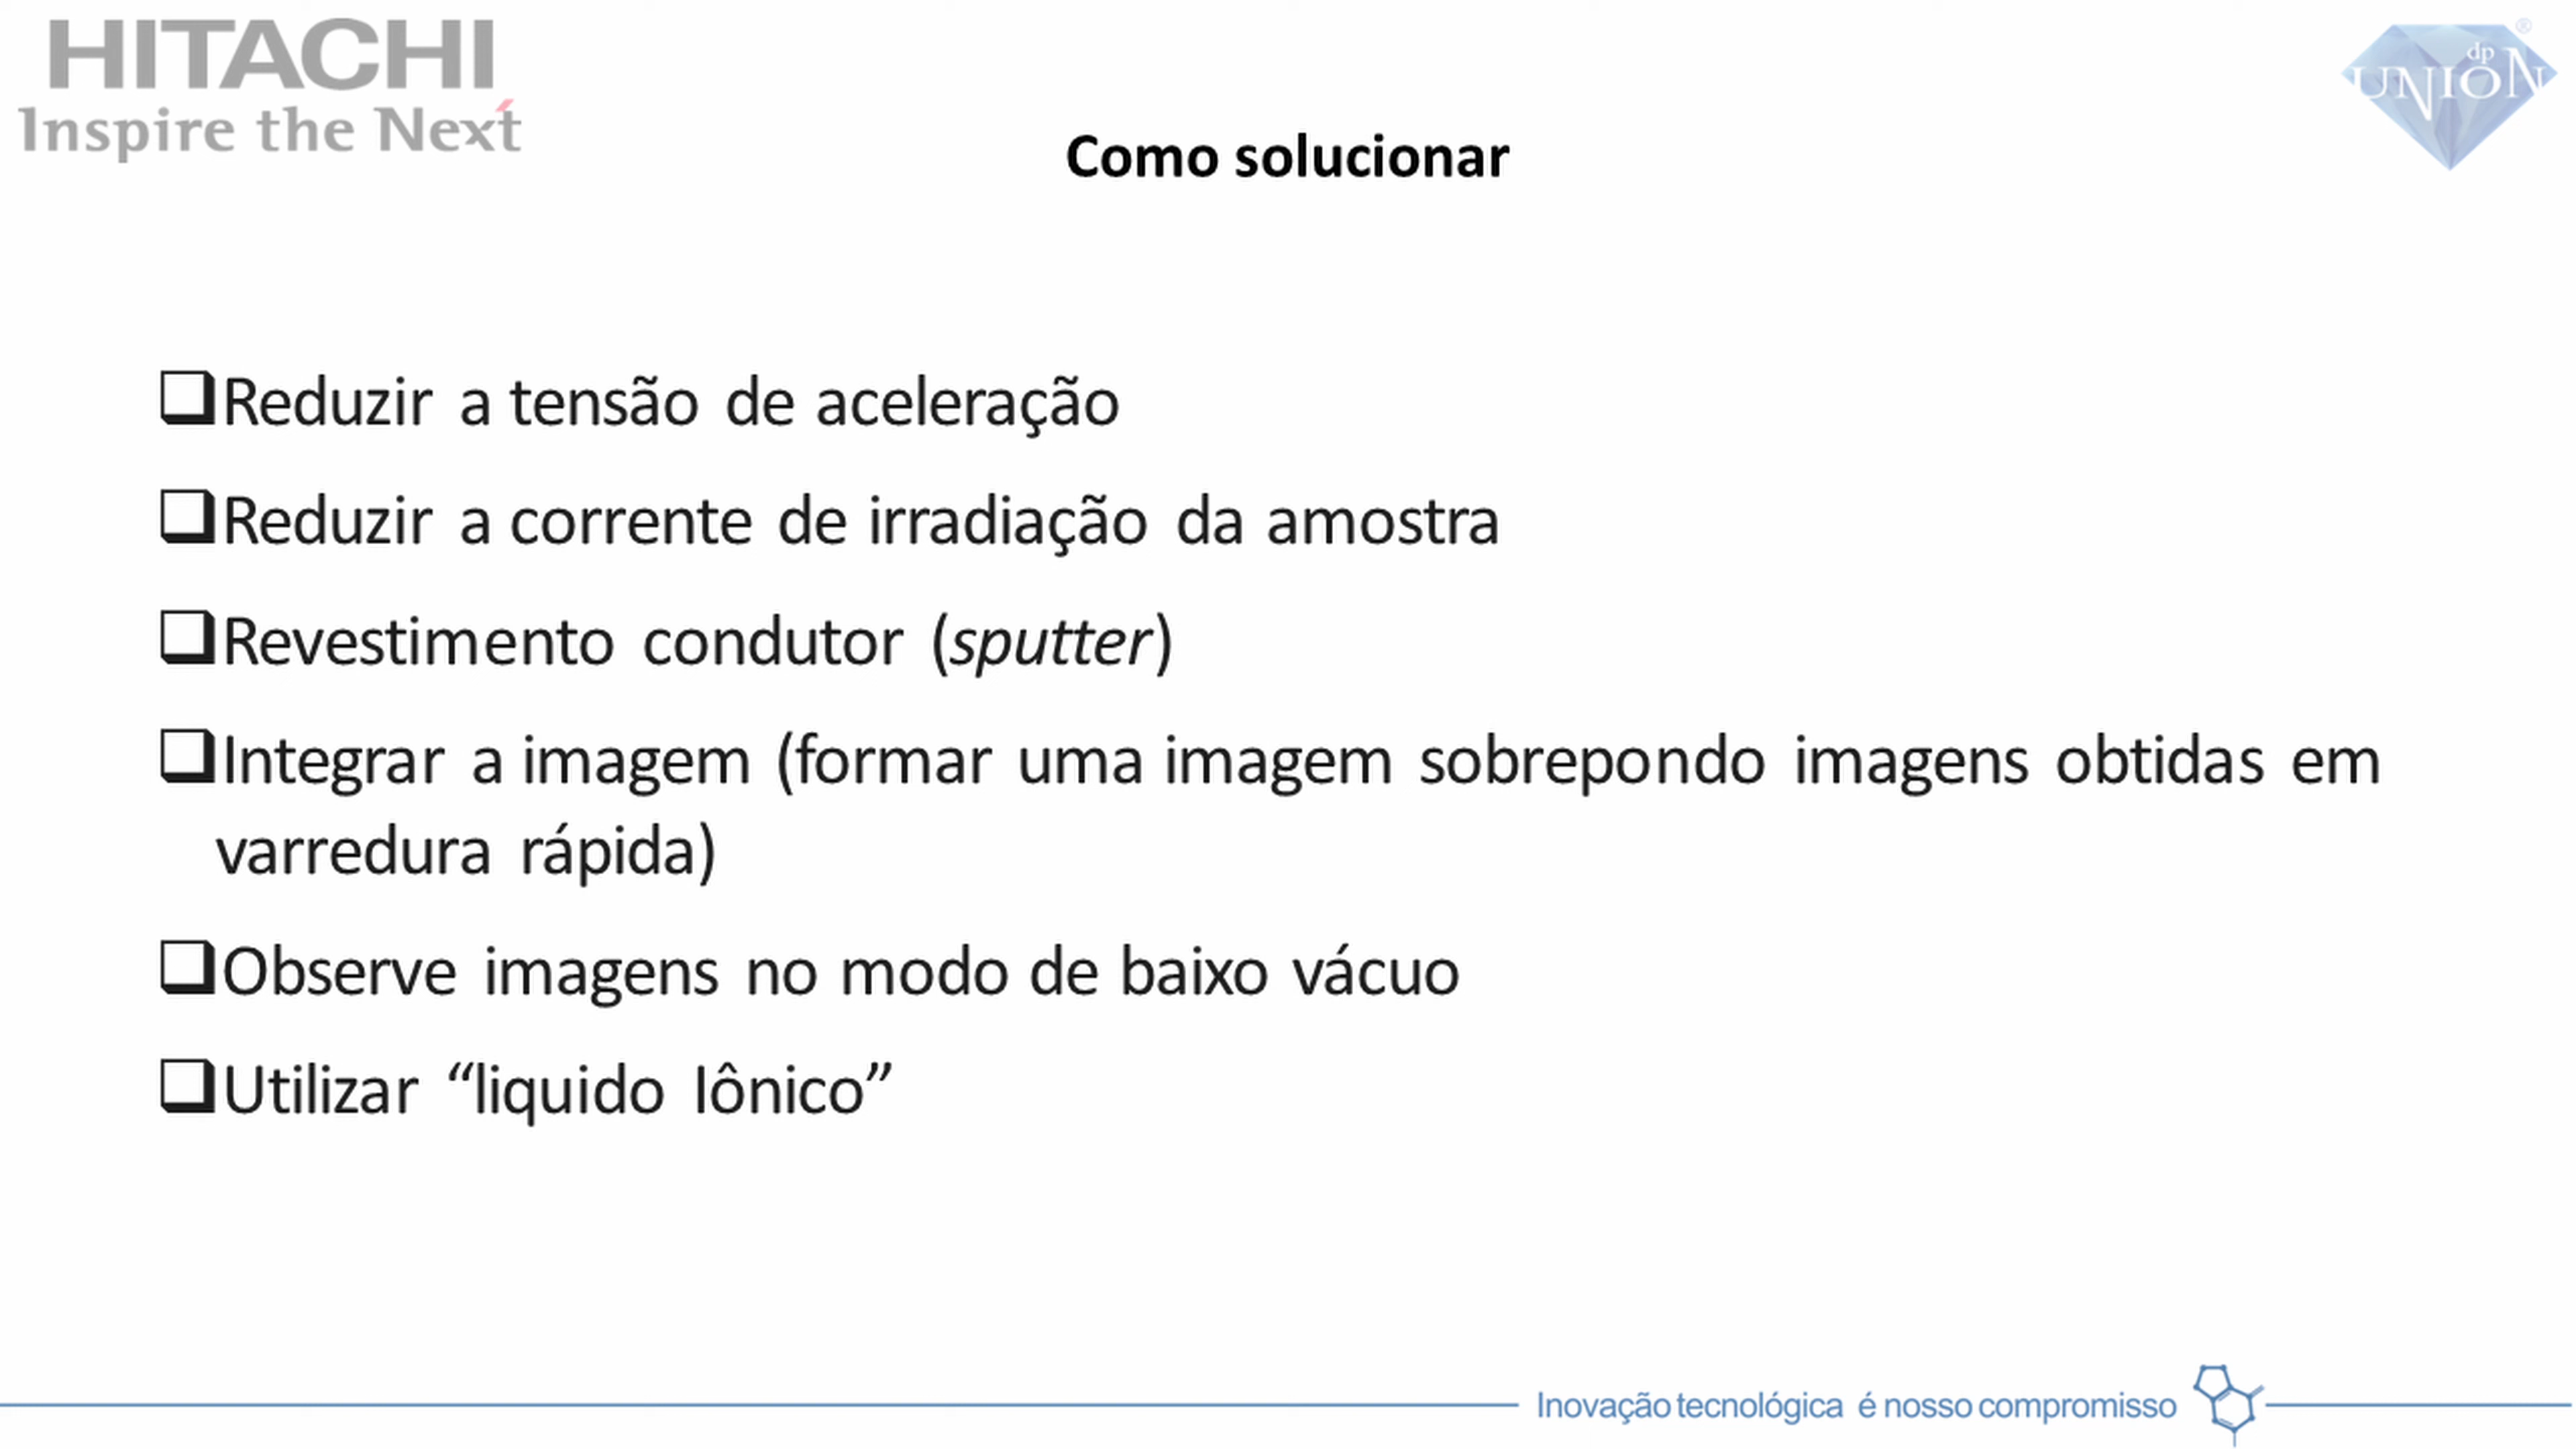 HITACHI
Inspire the Next
dp
UNION
®
Como solucionar
Reduzir a tensão de aceleração
Reduzir a corrente de irradiação da amostra
Revestimento condutor (sputter)
Integrar a imagem (formar uma imagem sobrepondo imagens obtidas em
varredura rápida)
Observe imagens no modo de baixo vácuo
Utilizar “liquido Iônico”
Inovação tecnológica é nosso compromisso